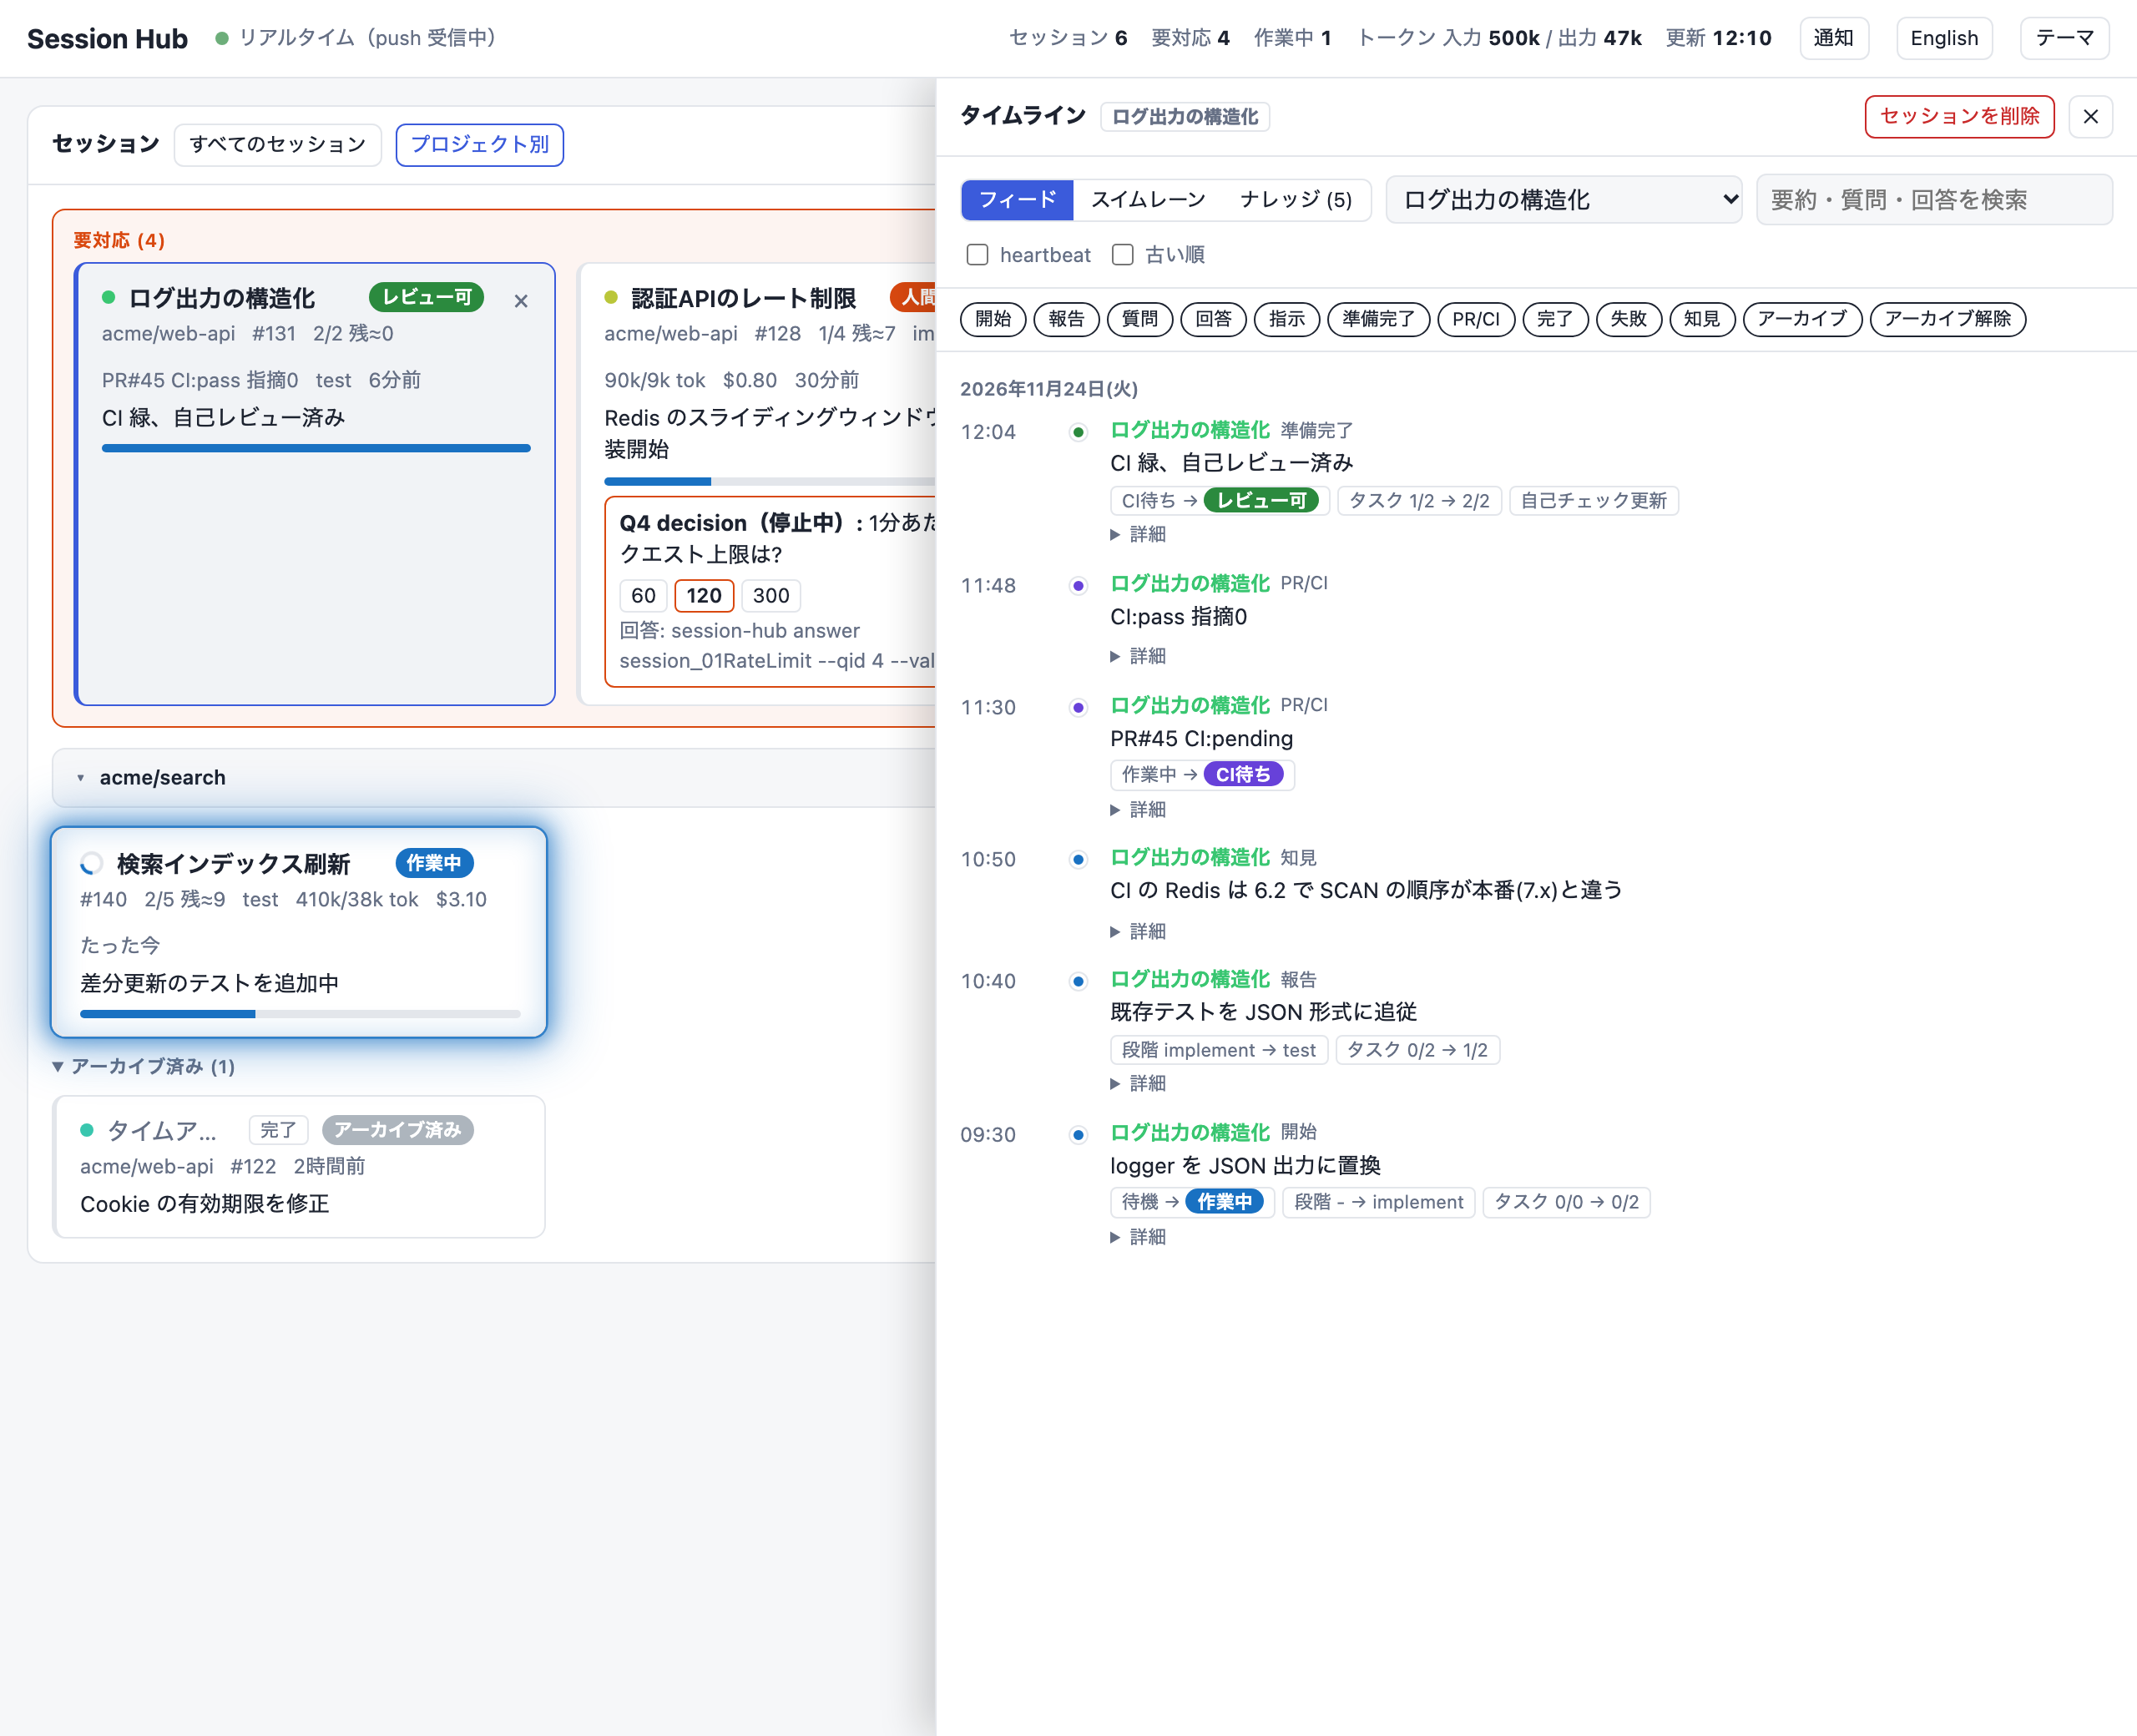 Session Hub リアルタイム（push 受信中） セッション 6 要対応 4 作業中 1 トークン 入力 500k / 出力 47k 更新 12:10 通知 English テーマ
セッション すべてのセッション プロジェクト別
要対応 (4)
ログ出力の構造化 レビュー可 ×
acme/web-api #131 2/2 残≈0
PR#45 CI:pass 指摘0 test 6分前
CI 緑、自己レビュー済み
認証APIのレート制限 人間
acme/web-api #128 1/4 残≈7 im
90k/9k tok $0.80 30分前
Redis のスライディングウィンドウ
装開始
Q4 decision（停止中）: 1分あた
クエスト上限は?
60 120 300
回答: session-hub answer
session_01RateLimit --qid 4 --val
▼ acme/search
検索インデックス刷新 作業中
#140 2/5 残≈9 test 410k/38k tok $3.10
たった今
差分更新のテストを追加中
▼ アーカイブ済み (1)
タイムア... 完了 アーカイブ済み
acme/web-api #122 2時間前
Cookie の有効期限を修正
タイムライン ログ出力の構造化 セッションを削除 ×
フィード スイムレーン ナレッジ (5) ログ出力の構造化 要約・質問・回答を検索
heartbeat 古い順
開始 報告 質問 回答 指示 準備完了 PR/CI 完了 失敗 知見 アーカイブ アーカイブ解除
2026年11月24日(火)
12:04 ログ出力の構造化 準備完了
CI 緑、自己レビュー済み
CI待ち → レビュー可 タスク 1/2 → 2/2 自己チェック更新
▶ 詳細
11:48 ログ出力の構造化 PR/CI
CI:pass 指摘0
▶ 詳細
11:30 ログ出力の構造化 PR/CI
PR#45 CI:pending
作業中 → CI待ち
▶ 詳細
10:50 ログ出力の構造化 知見
CI の Redis は 6.2 で SCAN の順序が本番(7.x)と違う
▶ 詳細
10:40 ログ出力の構造化 報告
既存テストを JSON 形式に追従
段階 implement → test タスク 0/2 → 1/2
▶ 詳細
09:30 ログ出力の構造化 開始
logger を JSON 出力に置換
待機 → 作業中 段階 - → implement タスク 0/0 → 0/2
▶ 詳細